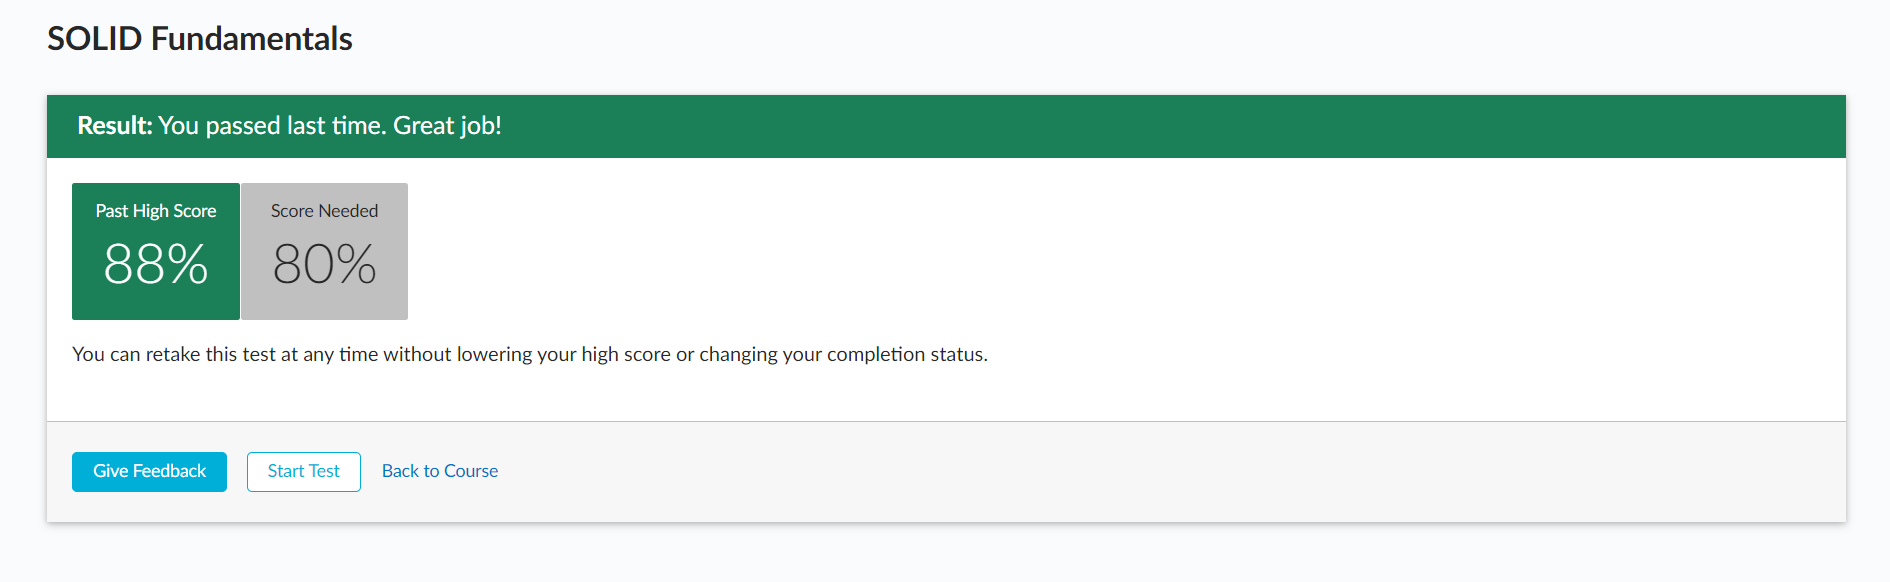 SOLID Fundamentals
Result: You passed last time. Great job!
Past High Score
88%
Score Needed
80%
You can retake this test at any time without lowering your high score or changing your completion status.
Give Feedback
Start Test
Back to Course